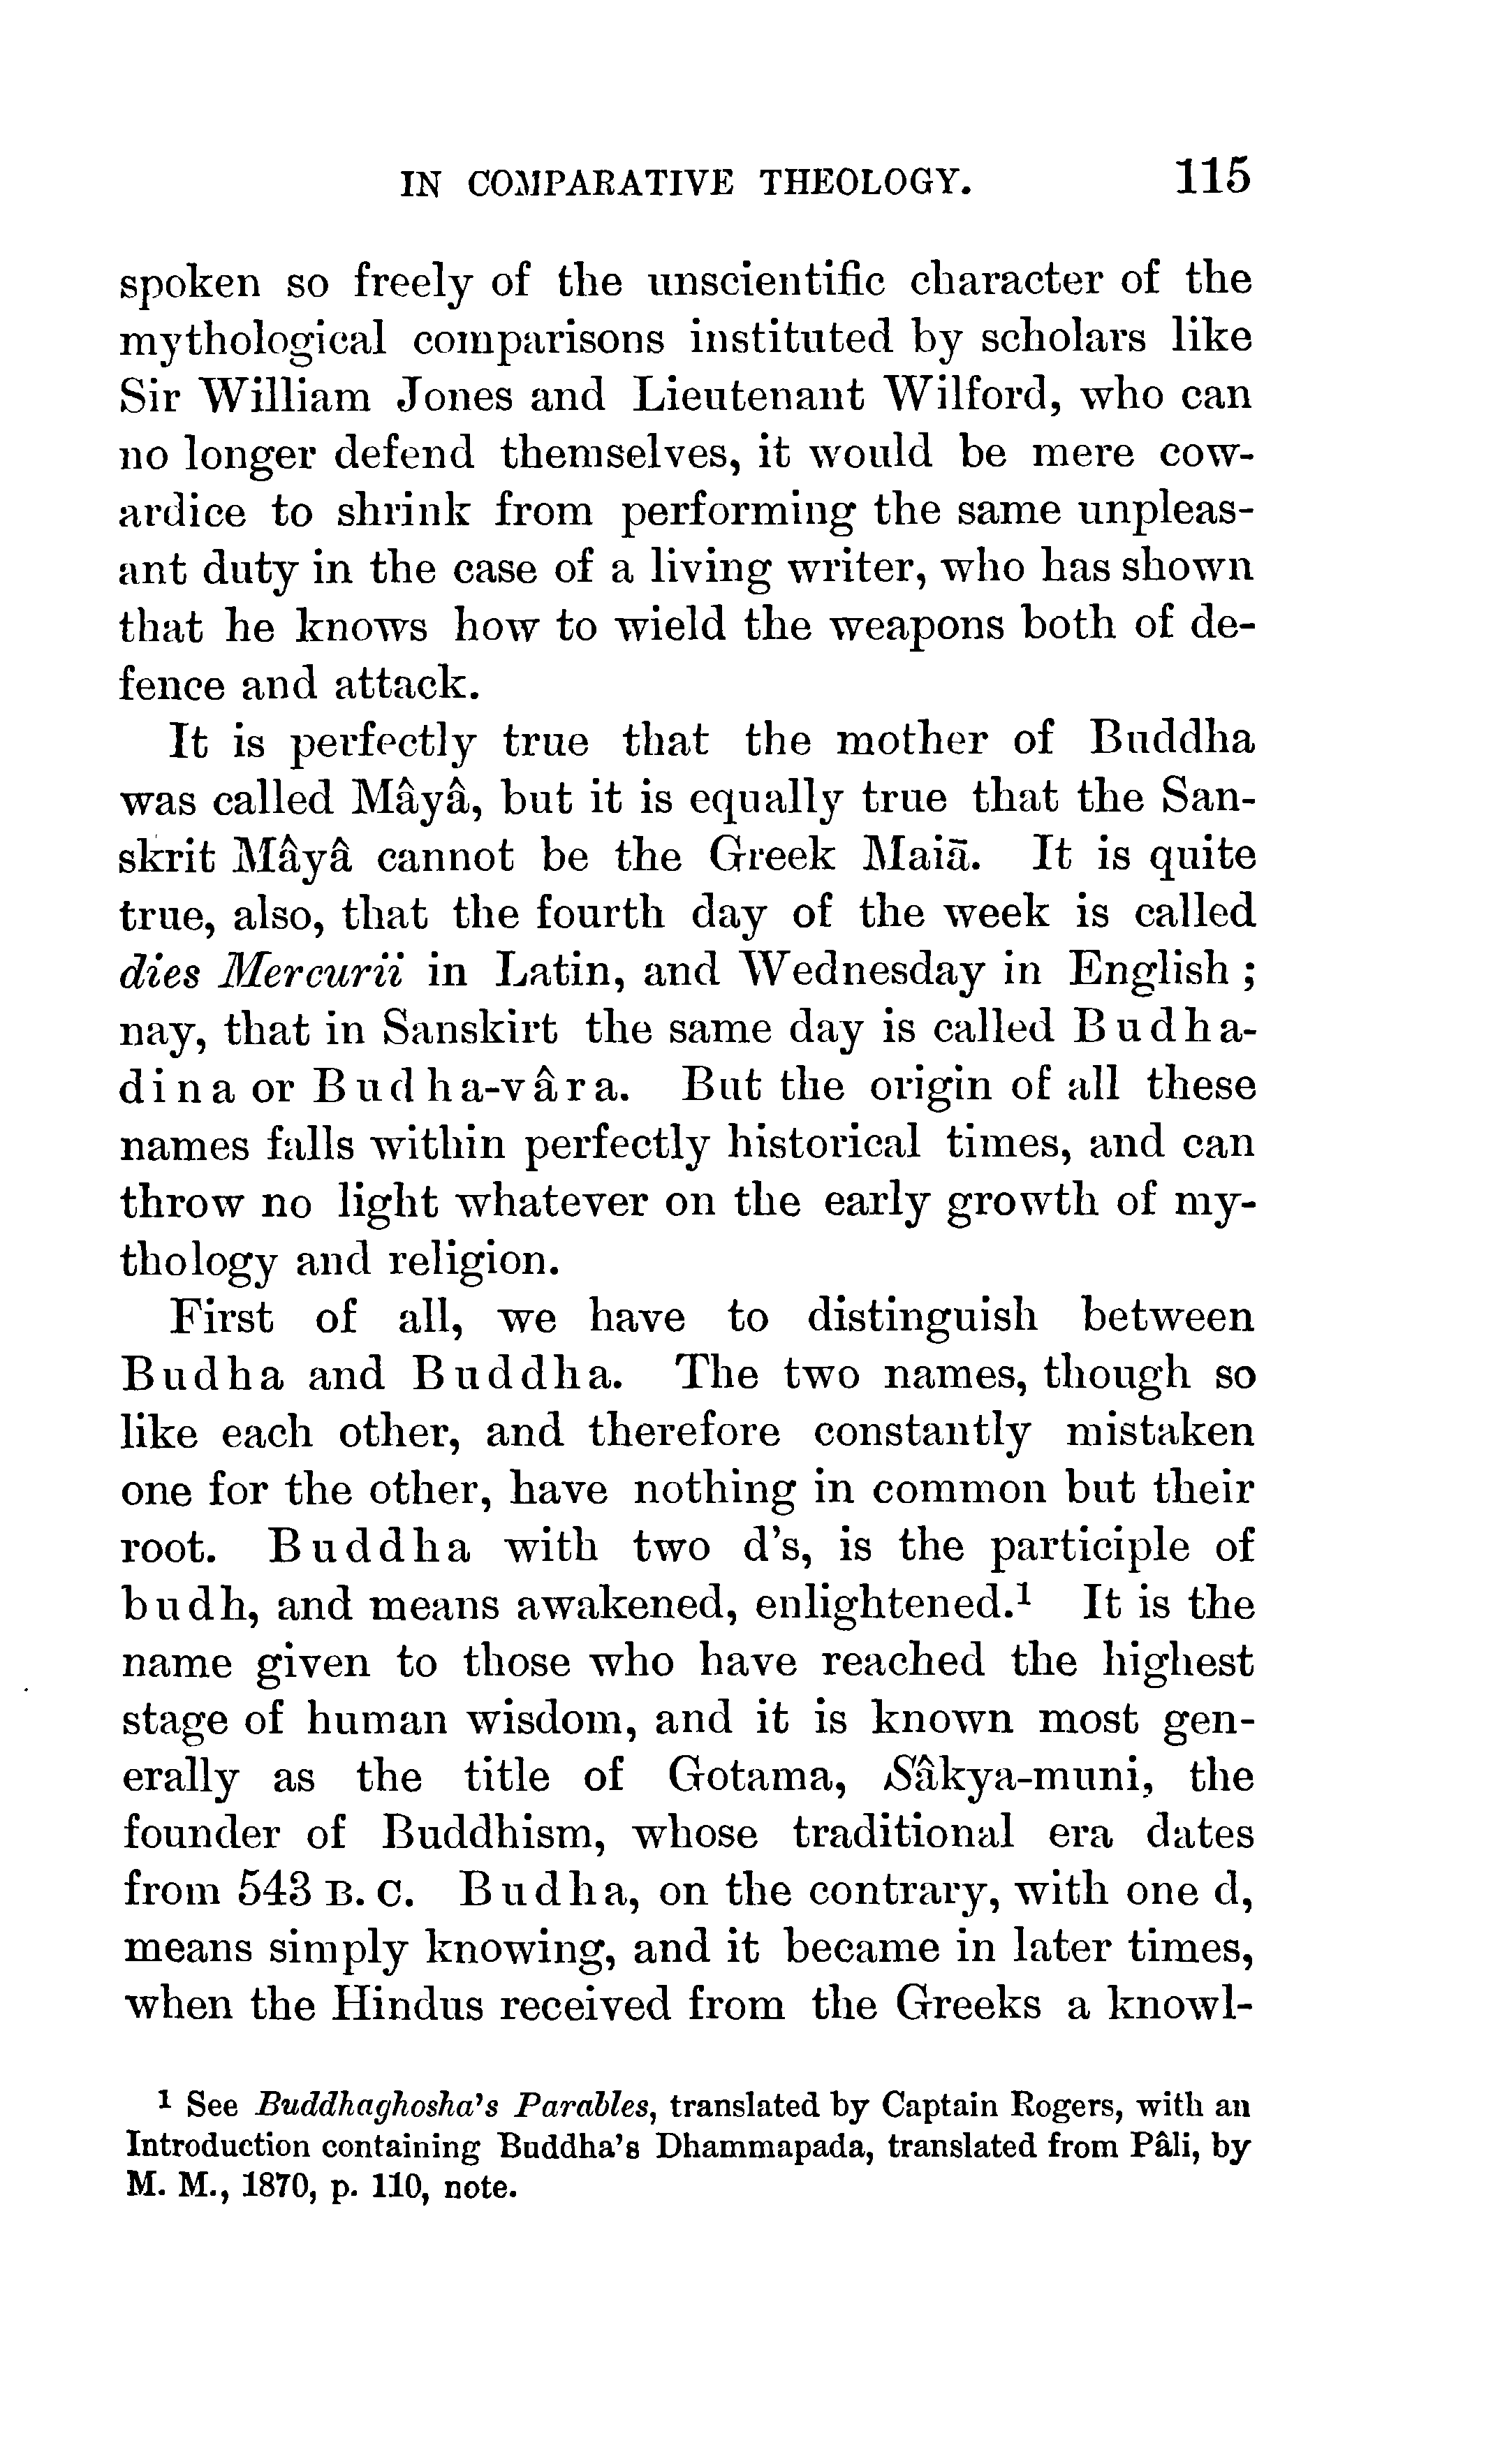 IN COMPARATIVE THEOLOGY. 115
spoken so freely of the unscientific character of the
mythological comparisons instituted by scholars like
Sir William Jones and Lieutenant Wilford, who can
no longer defend themselves, it would be mere cow-
ardice to shrink from performing the same unpleas-
ant duty in the case of a living writer, who has shown
that he knows how to wield the weapons both of de-
fence and attack.
It is perfectly true that the mother of Buddha
was called Mâyâ, but it is equally true that the San-
skrit Mâyâ cannot be the Greek Maiā. It is quite
true, also, that the fourth day of the week is called
dies Mercurii in Latin, and Wednesday in English ;
nay, that in Sanskirt the same day is called Budha-
dina or Budha-vâra. But the origin of all these
names falls within perfectly historical times, and can
throw no light whatever on the early growth of my-
thology and religion.
First of all, we have to distinguish between
Budha and Buddha. The two names, though so
like each other, and therefore constantly mistaken
one for the other, have nothing in common but their
root. Buddha with two d's, is the participle of
budh, and means awakened, enlightened.¹ It is the
name given to those who have reached the highest
stage of human wisdom, and it is known most gen-
erally as the title of Gotama, Sâkya-muni, the
founder of Buddhism, whose traditional era dates
from 543 B. C. Budha, on the contrary, with one d,
means simply knowing, and it became in later times,
when the Hindus received from the Greeks a knowl-
¹ See Buddhaghosha's Parables, translated by Captain Rogers, with an
Introduction containing Buddha's Dhammapada, translated from Pâli, by
M. M., 1870, p. 110, note.